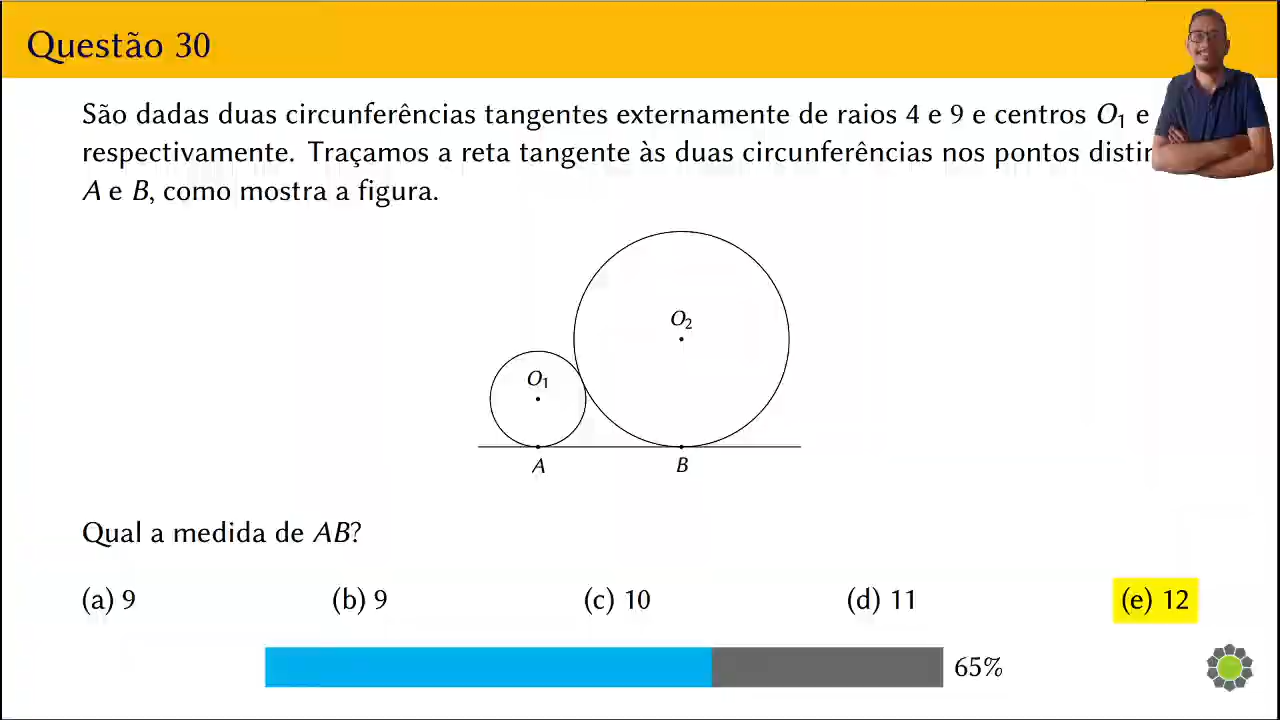 Questão 30
São dadas duas circunferências tangentes externamente de raios 4 e 9 e centros O₁ e
respectivamente. Traçamos a reta tangente às duas circunferências nos pontos
A e B, como mostra a figura.
O₂
O₁
A B
Qual a medida de AB?
(a) 9 (b) 9 (c) 10 (d) 11 (e) 12
65%